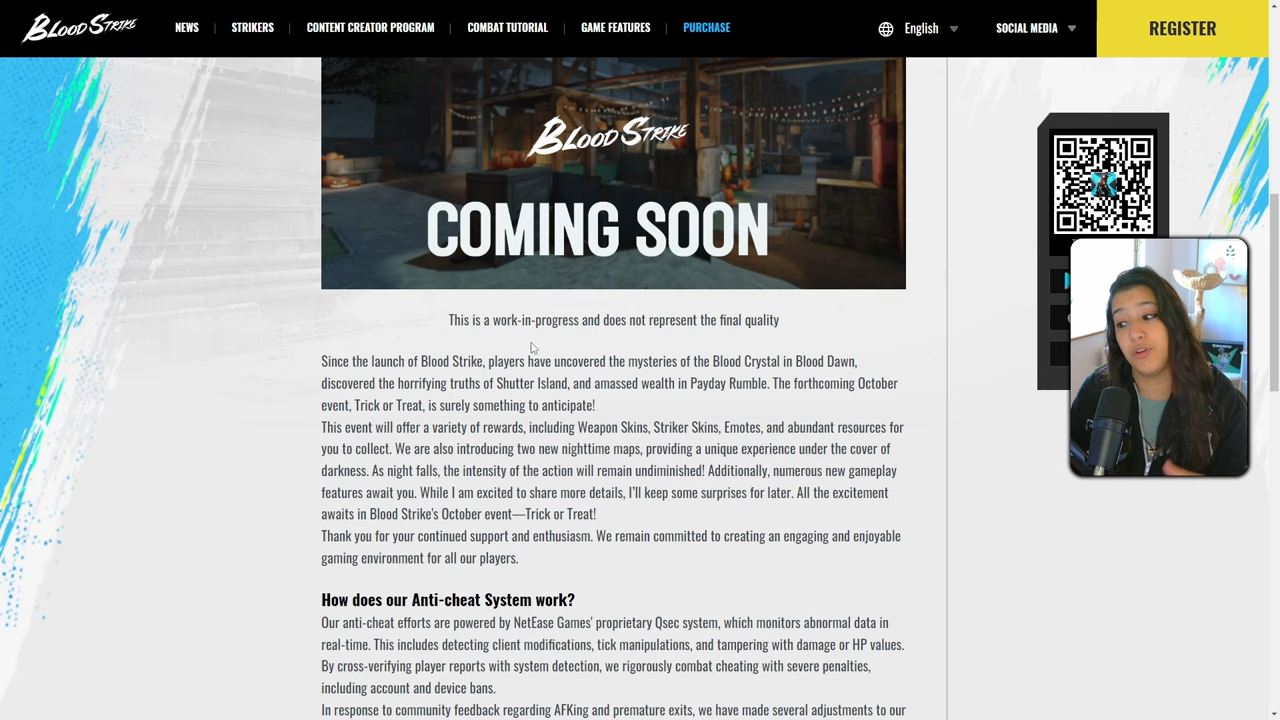 BLOOD STRIKE
NEWS
STRIKERS
CONTENT CREATOR PROGRAM
COMBAT TUTORIAL
GAME FEATURES
PURCHASE
English
SOCIAL MEDIA
REGISTER
BLOOD STRIKE
COMING SOON
This is a work-in-progress and does not represent the final quality
Since the launch of Blood Strike, players have uncovered the mysteries of the Blood Crystal in Blood Dawn,
discovered the horrifying truths of Shutter Island, and amassed wealth in Payday Rumble. The forthcoming October
event, Trick or Treat, is surely something to anticipate!
This event will offer a variety of rewards, including Weapon Skins, Striker Skins, Emotes, and abundant resources for
you to collect. We are also introducing two new nighttime maps, providing a unique experience under the cover of
darkness. As night falls, the intensity of the action will remain undiminished! Additionally, numerous new gameplay
features await you. While I am excited to share more details, I'll keep some surprises for later. All the excitement
awaits in Blood Strike's October event—Trick or Treat!
Thank you for your continued support and enthusiasm. We remain committed to creating an engaging and enjoyable
gaming environment for all our players.
How does our Anti-cheat System work?
Our anti-cheat efforts are powered by NetEase Games' proprietary Qsec system, which monitors abnormal data in
real-time. This includes detecting client modifications, tick manipulations, and tampering with damage or HP values.
By cross-verifying player reports with system detection, we rigorously combat cheating with severe penalties,
including account and device bans.
In response to community feedback regarding AFKing and premature exits, we have made several adjustments to our